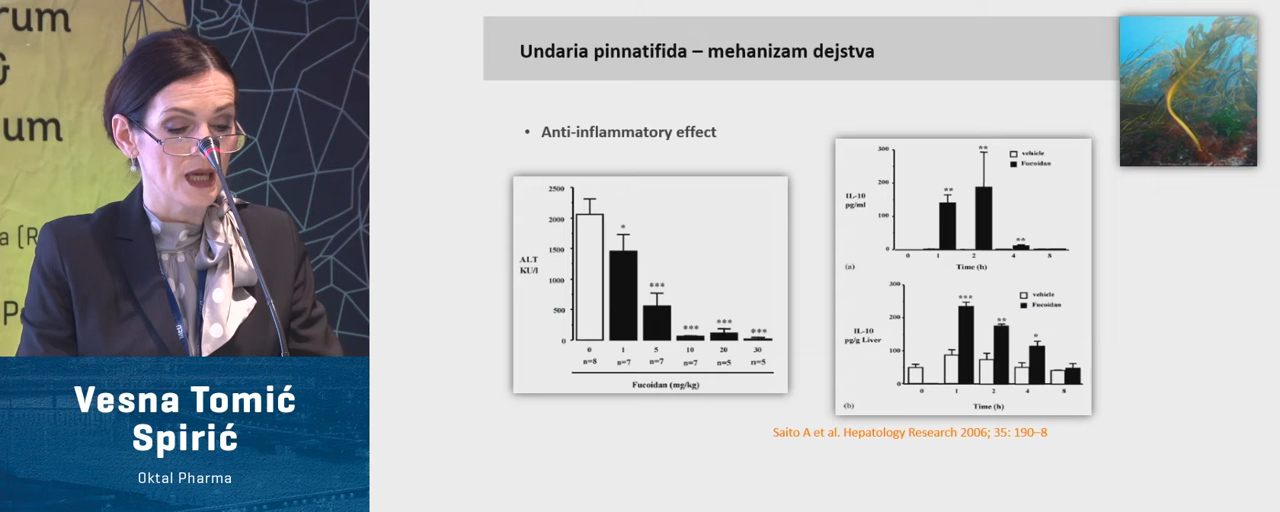 rum
&
um
a (R
Po
Vesna Tomić
Spirić
Oktal Pharma
Undaria pinnatifida – mehanizam dejstva
• Anti-inflammatory effect
2500
2000
1500
1000
500
0
ALT
KU/l
*
***
***
***
***
0 1 5 10 20 30
n=8 n=7 n=7 n=7 n=5 n=5
Fucoidan (mg/kg)
300
200
100
0
IL-10
pg/ml
**
**
**
vehicle
Fucoidan
0 1 2 4 8
(a) Time (h)
300
200
100
0
IL-10
pg/g Liver
***
**
*
vehicle
Fucoidan
0 1 2 4 8
(b) Time (h)
Saito A et al. Hepatology Research 2006; 35: 190–8